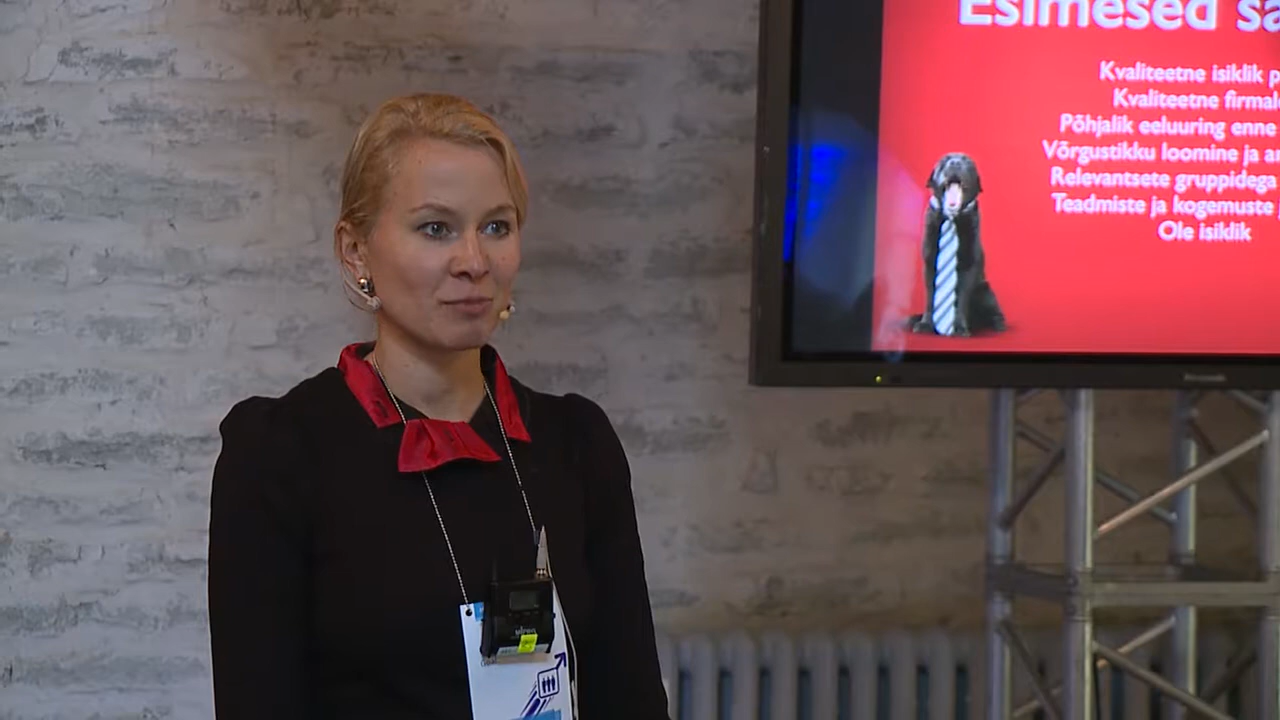 Esimesed sa
Kvaliteetne isiklik p
Kvaliteetne firmal
Põhjalik eeluuring enne
Võrgustikku loomine ja a
Relevantsete gruppidega
Teadmiste ja kogemuste
Ole isiklik